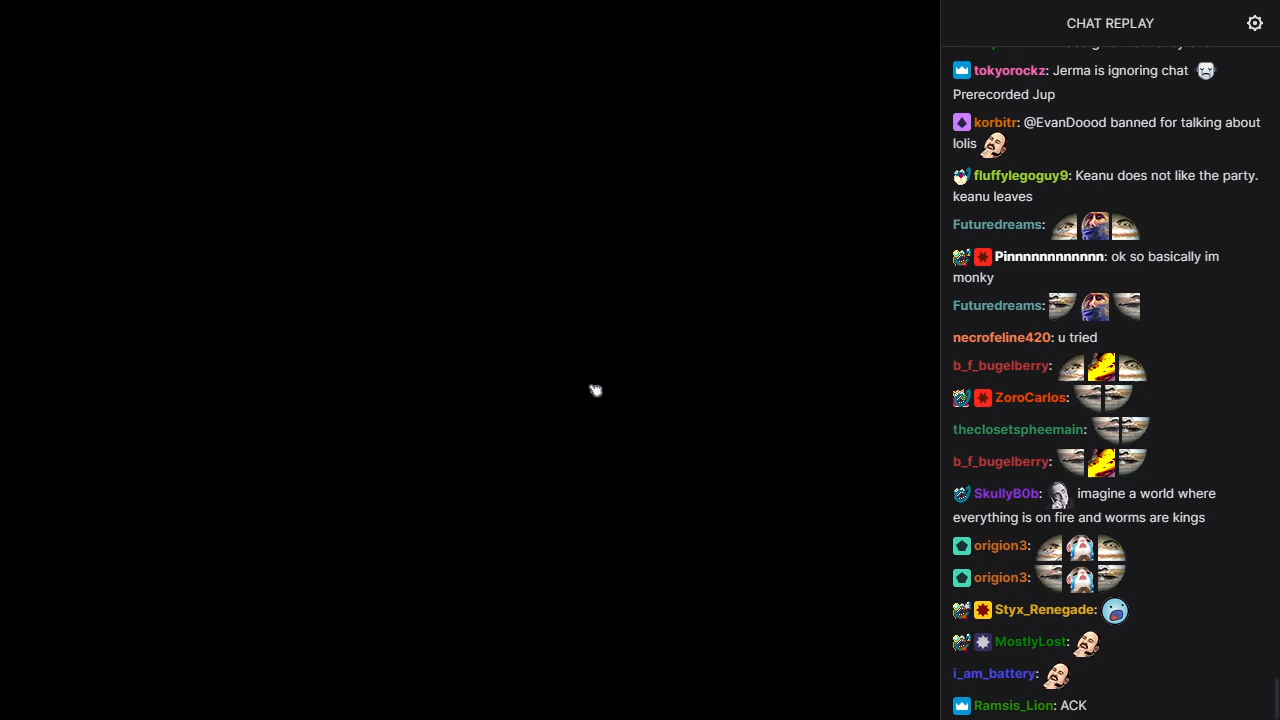 CHAT REPLAY
tokyorockz: Jerma is ignoring chat
Prerecorded Jup
korbitr: @EvanDoood banned for talking about
lolis
fluffylegoguy9: Keanu does not like the party.
keanu leaves
Futuredreams:
Pinnnnnnnnnnnn: ok so basically im
monky
Futuredreams:
necrofeline420: u tried
b_f_bugelberry:
ZoroCarlos:
theclosetspheemain:
b_f_bugelberry:
SkullyB0b: imagine a world where
everything is on fire and worms are kings
origion3:
origion3:
Styx_Renegade:
MostlyLost:
i_am_battery:
Ramsis_Lion: ACK